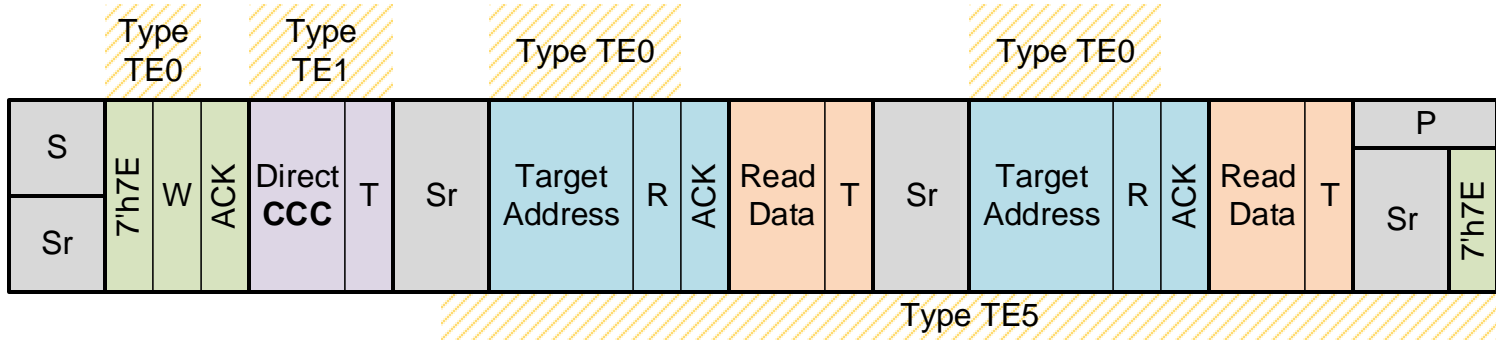 Type
TE0
Type
TE1
Type TE0
Type TE0
S
Sr
7'h7E
W
ACK
Direct
CCC
T
Sr
Target
Address
R
ACK
Read
Data
T
Sr
Target
Address
R
ACK
Read
Data
T
P
Sr
7'h7E
Type TE5